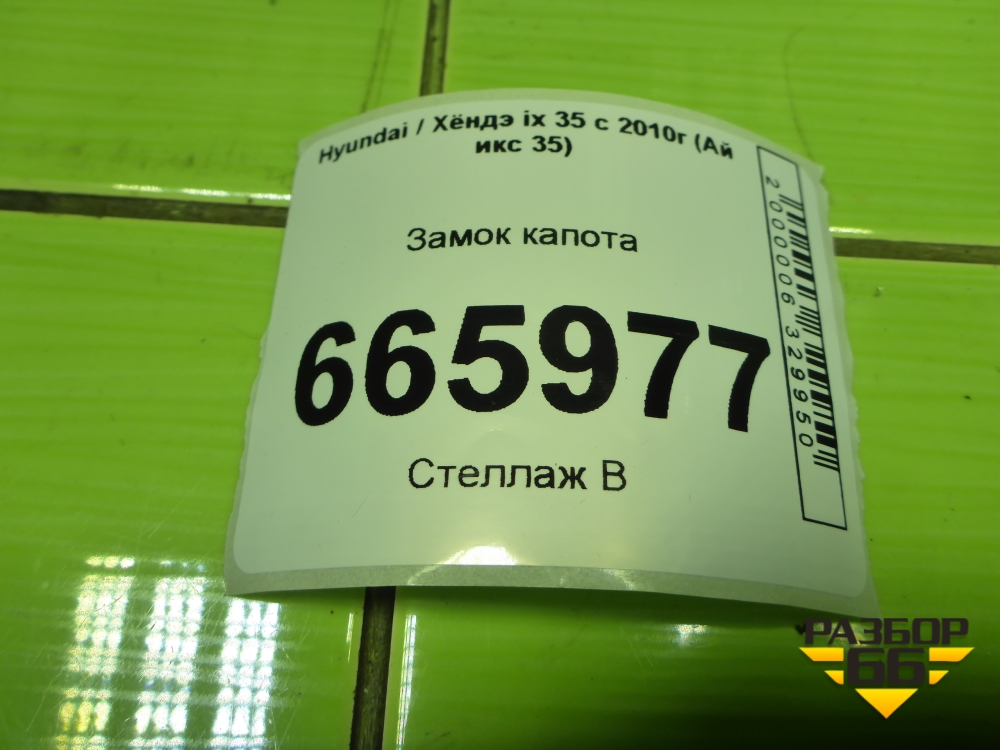 Hyundai / Хёндэ ix 35 с 2010г (Ай
икс 35)
Замок капота
665977
Стеллаж В
2000006329950
РАЗБОР
66